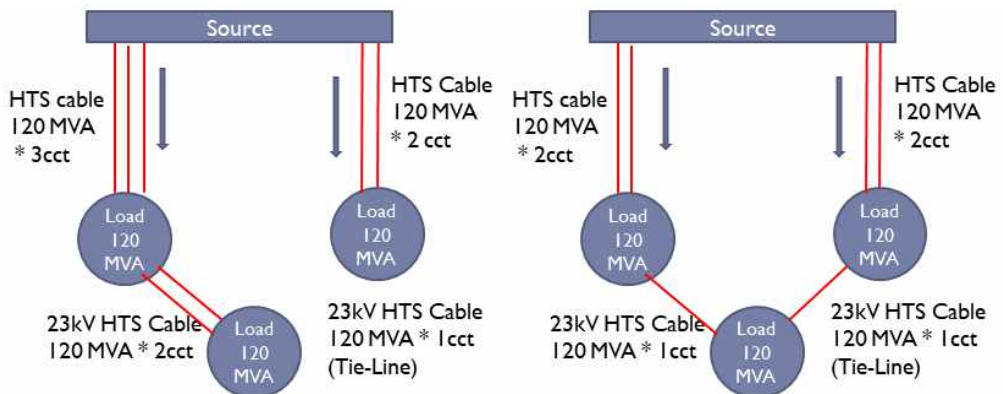 Source
HTS cable
120 MVA
* 3cct
HTS Cable
120 MVA
* 2 cct
Load
120
MVA
Load
120
MVA
23kV HTS Cable
120 MVA * 2cct
Load
120
MVA
23kV HTS Cable
120 MVA * 1cct
(Tie-Line)
Source
HTS cable
120 MVA
* 2cct
HTS Cable
120 MVA
* 2cct
Load
120
MVA
Load
120
MVA
23kV HTS Cable
120 MVA * 1cct
Load
120
MVA
23kV HTS Cable
120 MVA * 1cct
(Tie-Line)